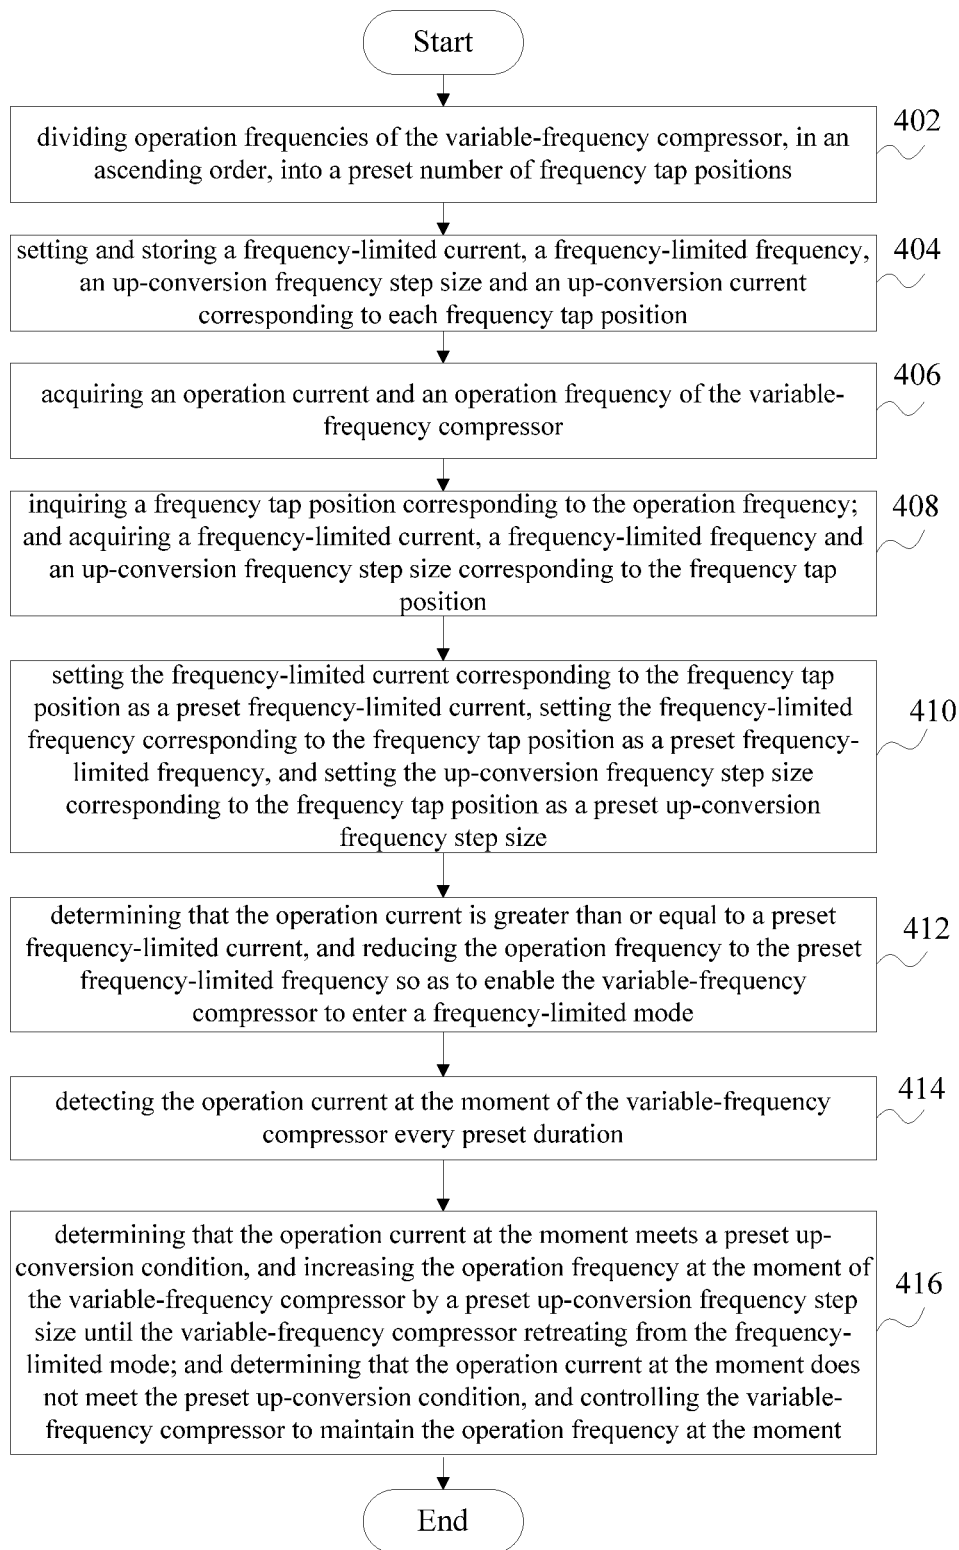 Start
dividing operation frequencies of the variable-frequency compressor, in an
ascending order, into a preset number of frequency tap positions
402
setting and storing a frequency-limited current, a frequency-limited frequency,
an up-conversion frequency step size and an up-conversion current
corresponding to each frequency tap position
404
acquiring an operation current and an operation frequency of the variable-
frequency compressor
406
inquiring a frequency tap position corresponding to the operation frequency;
and acquiring a frequency-limited current, a frequency-limited frequency and
an up-conversion frequency step size corresponding to the frequency tap
position
408
setting the frequency-limited current corresponding to the frequency tap
position as a preset frequency-limited current, setting the frequency-limited
frequency corresponding to the frequency tap position as a preset frequency-
limited frequency, and setting the up-conversion frequency step size
corresponding to the frequency tap position as a preset up-conversion
frequency step size
410
determining that the operation current is greater than or equal to a preset
frequency-limited current, and reducing the operation frequency to the preset
frequency-limited frequency so as to enable the variable-frequency
compressor to enter a frequency-limited mode
412
detecting the operation current at the moment of the variable-frequency
compressor every preset duration
414
determining that the operation current at the moment meets a preset up-
conversion condition, and increasing the operation frequency at the moment of
the variable-frequency compressor by a preset up-conversion frequency step
size until the variable-frequency compressor retreating from the frequency-
limited mode; and determining that the operation current at the moment does
not meet the preset up-conversion condition, and controlling the variable-
frequency compressor to maintain the operation frequency at the moment
416
End